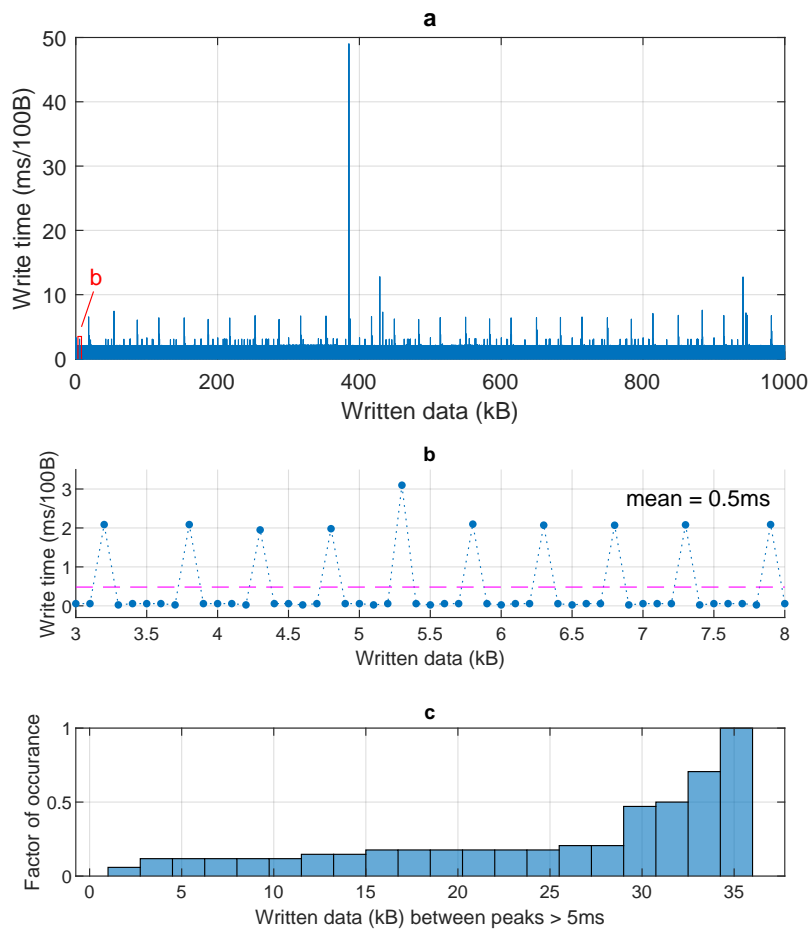 a
50
40
30
20
10
0
Write time (ms/100B)
b
0 200 400 600 800 1000
Written data (kB)
b
3
2
1
0
Write time (ms/100B)
mean = 0.5ms
3 3.5 4 4.5 5 5.5 6 6.5 7 7.5 8
Written data (kB)
c
1
0.5
0
Factor of occurance
0 5 10 15 20 25 30 35
Written data (kB) between peaks > 5ms